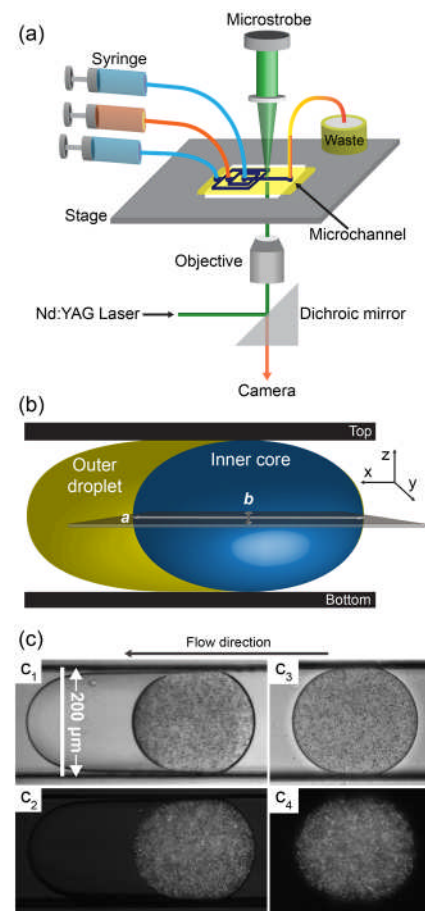 (a)
Microstrobe
Syringe
Waste
Stage
Microchannel
Objective
Nd:YAG Laser
Dichroic mirror
Camera
(b)
Top
Outer
droplet
Inner core
z
x
y
b
a
Bottom
(c)
Flow direction
C1
C3
200 µm
C2
C4